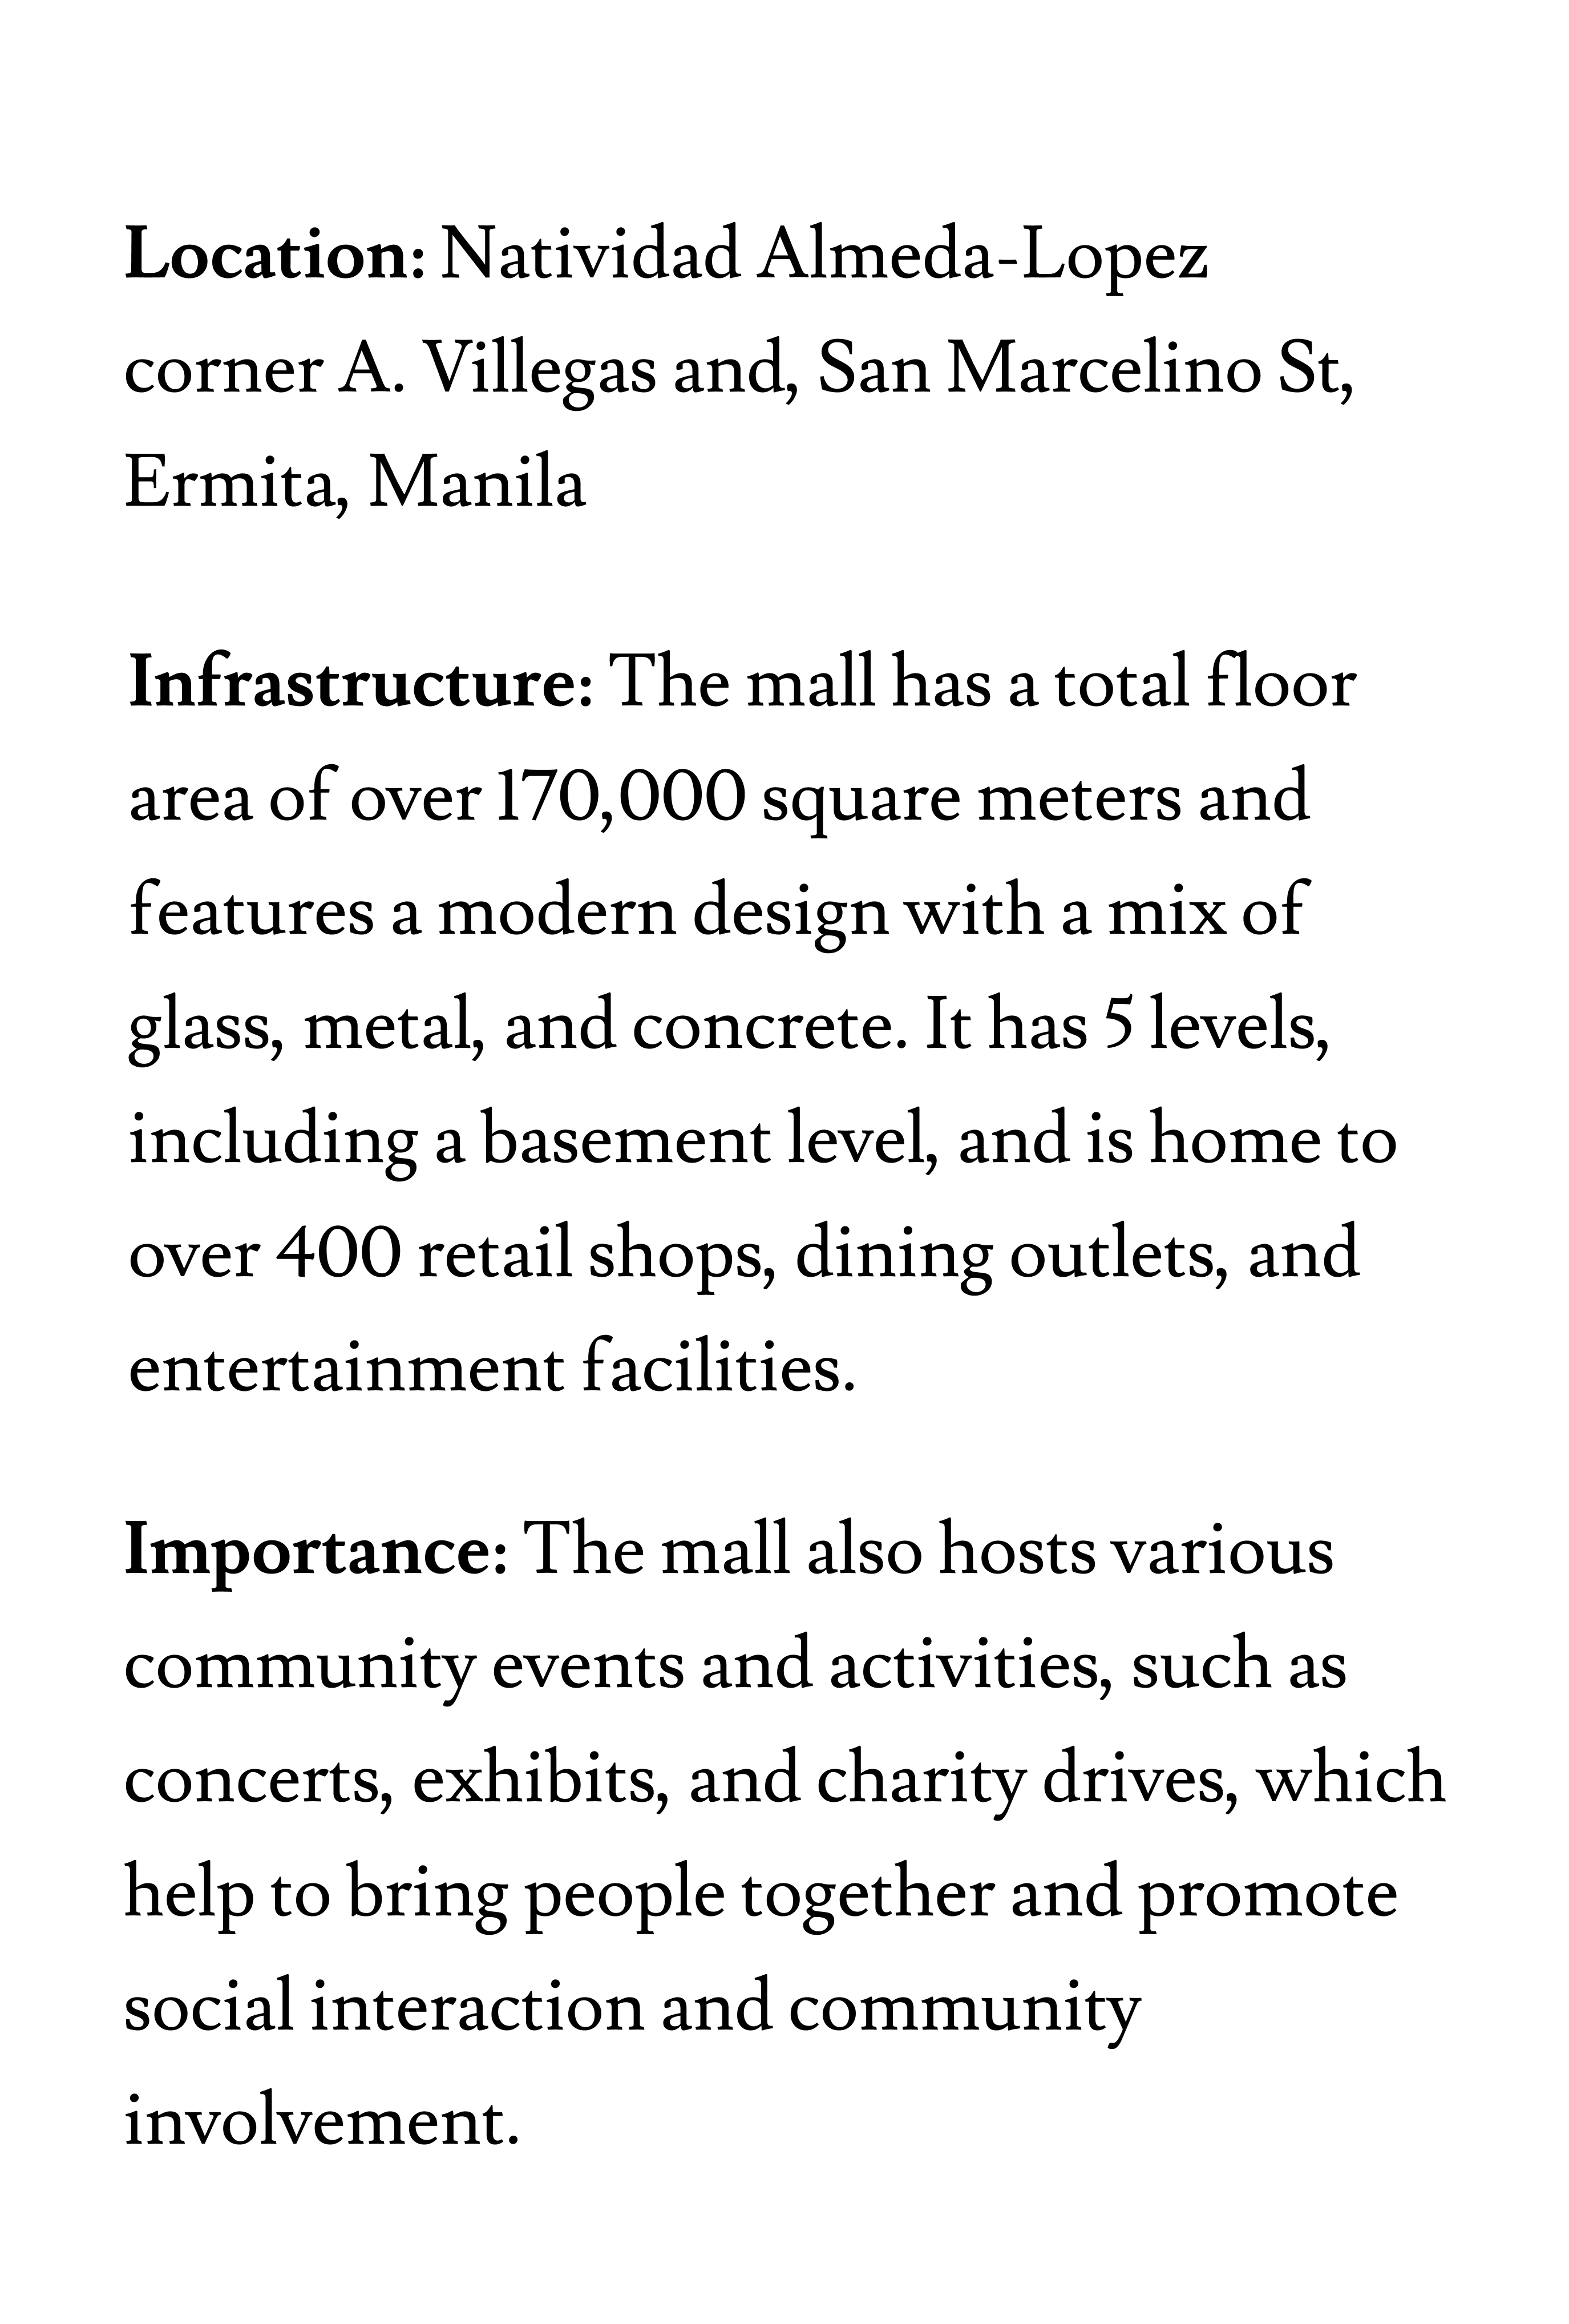 Location: Natividad Almeda-Lopez
corner A. Villegas and, San Marcelino St,
Ermita, Manila
Infrastructure: The mall has a total floor
area of over 170,000 square meters and
features a modern design with a mix of
glass, metal, and concrete. It has 5 levels,
including a basement level, and is home to
over 400 retail shops, dining outlets, and
entertainment facilities.
Importance: The mall also hosts various
community events and activities, such as
concerts, exhibits, and charity drives, which
help to bring people together and promote
social interaction and community
involvement.